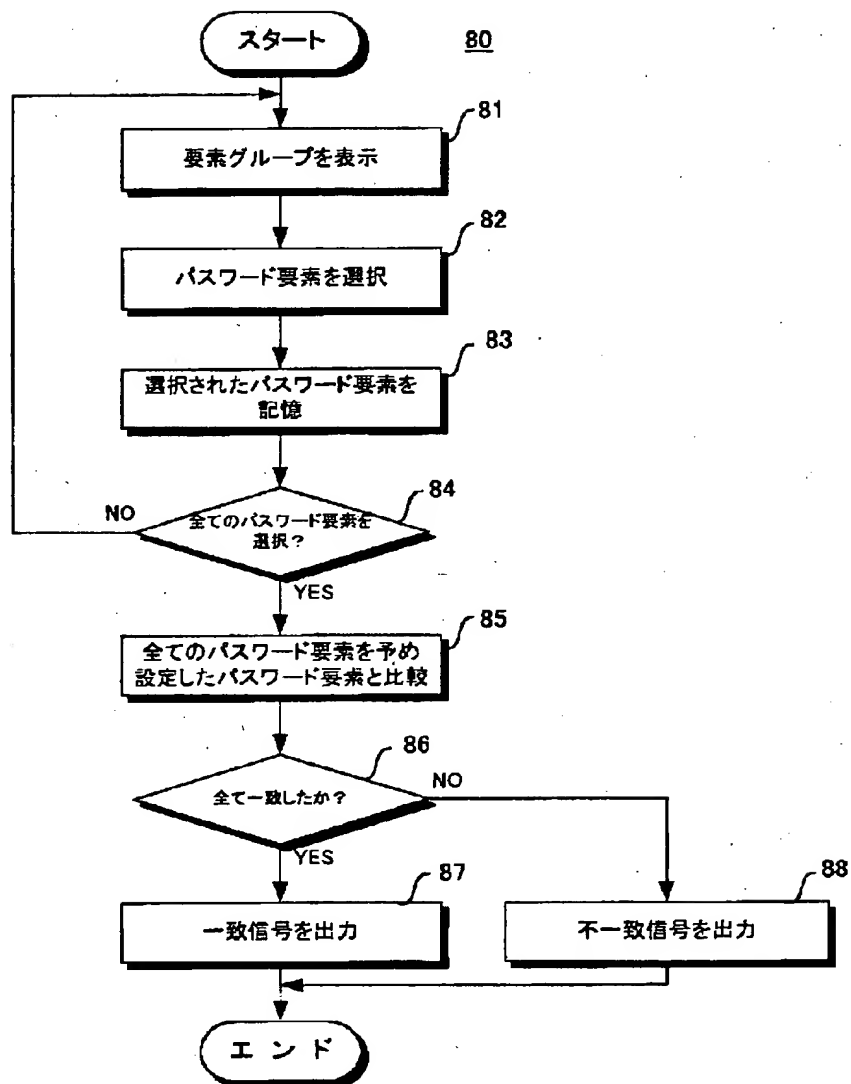 スタート
80
81
要素グループを表示
82
パスワード要素を選択
83
選択されたパスワード要素を
記憶
84
NO
全てのパスワード要素を
選択？
YES
85
全てのパスワード要素を予め
設定したパスワード要素と比較
86
全て一致したか？
NO
YES
87
一致信号を出力
88
不一致信号を出力
エンド